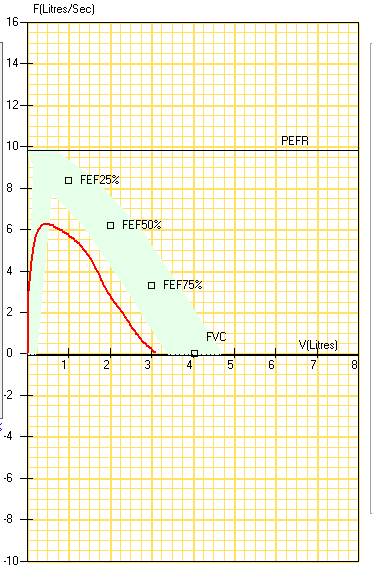 F(Litres/Sec)
16
14
12
PEFR
10
FEF25%
8
FEF50%
6
FEF75%
4
2
FVC
V(Litres)
0
1 2 3 4 5 6 7 8
-2
-4
%
-6
-8
-10